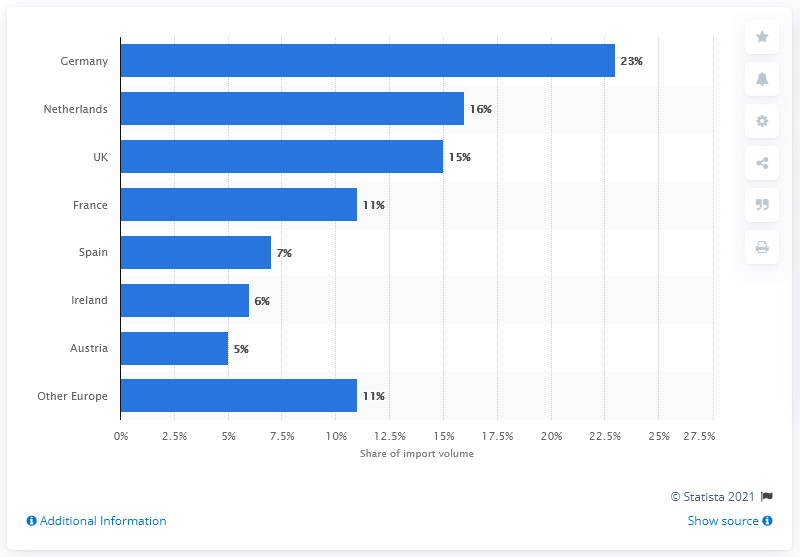 Germany 23%
Netherlands 16%
UK 15%
France 11%
Spain 7%
Ireland 6%
Austria 5%
Other Europe 11%
0% 2.5% 5% 7.5% 10% 12.5% 15% 17.5% 20% 22.5% 25% 27.5%
Share of import volume
© Statista 2021
Additional Information Show source